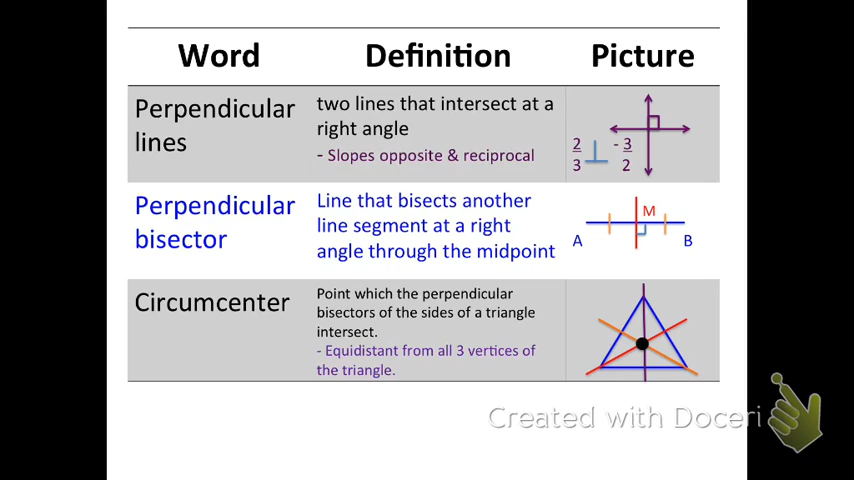 Word Definition Picture
Perpendicular
lines
two lines that intersect at a
right angle
- Slopes opposite & reciprocal
2
3
- 3
2
Perpendicular
bisector
Line that bisects another
line segment at a right
angle through the midpoint
M
A
B
Circumcenter
Point which the perpendicular
bisectors of the sides of a triangle
intersect.
- Equidistant from all 3 vertices of
the triangle.
Created with Doceri